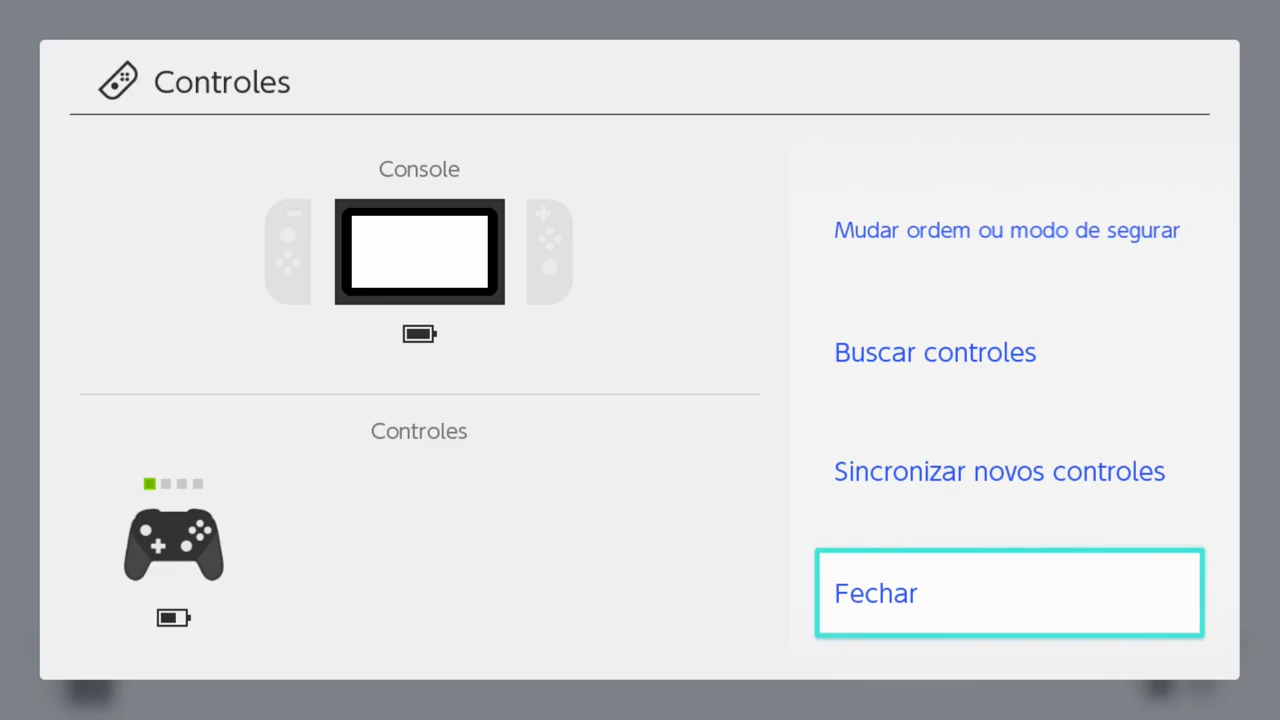 Controles
Console
Controles
Mudar ordem ou modo de segurar
Buscar controles
Sincronizar novos controles
Fechar